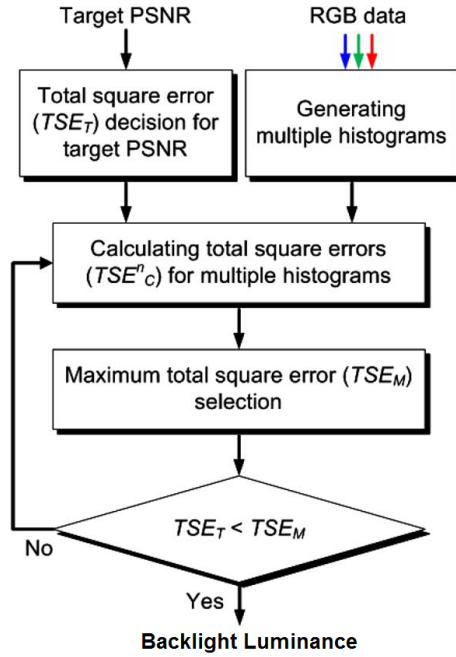 Target PSNR
RGB data
Total square error
(TSE_T) decision for
target PSNR
Generating
multiple histograms
Calculating total square errors
(TSE^n_C) for multiple histograms
Maximum total square error (TSE_M)
selection
TSE_T < TSE_M
No
Yes
Backlight Luminance